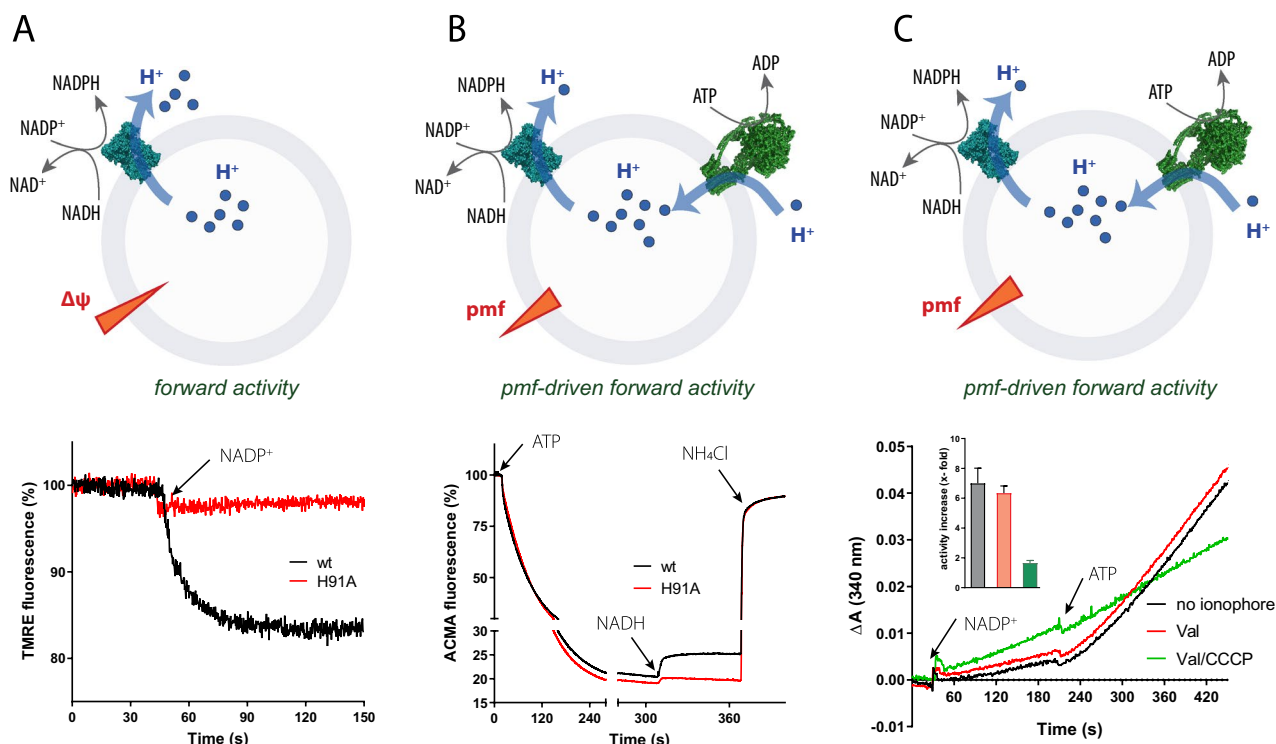 A
NADPH
H⁺
NADP⁺
NAD⁺
NADH
H⁺
Δψ
forward activity
TMRE fluorescence (%)
100
90
80
NADP⁺
wt
H91A
0
30
60
90
120
150
Time (s)
B
NADPH
H⁺
NADP⁺
NAD⁺
NADH
ATP
ADP
H⁺
H⁺
pmf
pmf-driven forward activity
ACMA fluorescence (%)
100
75
50
30
25
20
15
ATP
NH₄Cl
wt
H91A
NADH
0
120
240
300
360
Time (s)
C
NADPH
H⁺
NADP⁺
NAD⁺
NADH
ATP
ADP
H⁺
H⁺
pmf
pmf-driven forward activity
ΔA (340 nm)
0.05
0.04
0.03
0.02
0.01
0.00
-0.01
activity increase (x- fold)
10
8
6
4
2
0
ATP
NADP⁺
no ionophore
Val
Val/CCCP
60
120
180
240
300
360
420
Time (s)